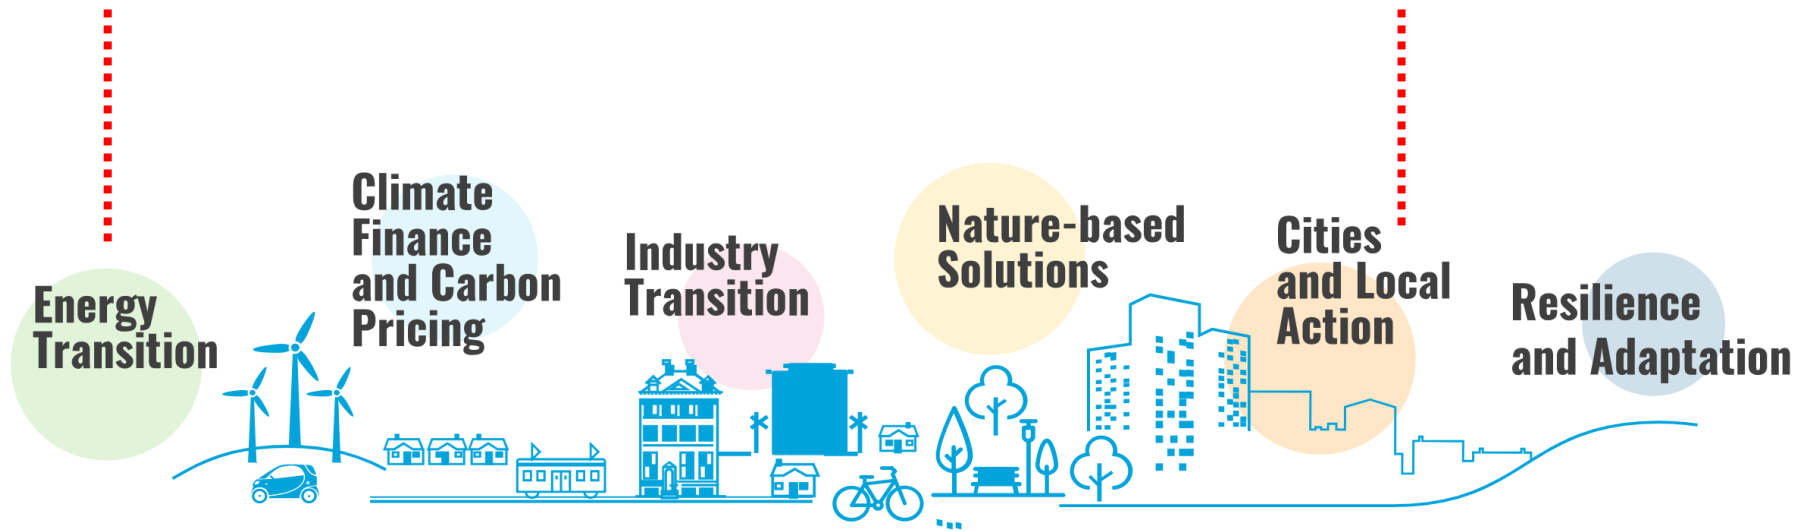 Energy
Transition
Climate
Finance
and Carbon
Pricing
Industry
Transition
Nature-based
Solutions
Cities
and Local
Action
Resilience
and Adaptation